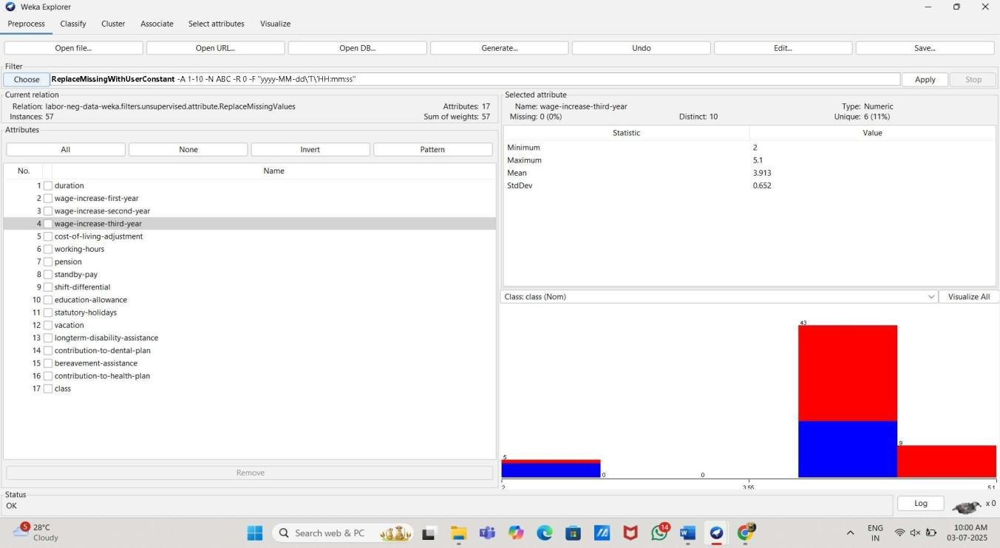 Weka Explorer
Preprocess Classify Cluster Associate Select attributes Visualize
Open file... Open URL... Open DB... Generate... Undo Edit... Save...
Filter
Choose ReplaceMissingWithUserConstant -A 1-10 -N ABC -R 0 -F "yyyy-MM-dd\'T\'HH:mm:ss" Apply Stop
Current relation
Relation: labor-neg-data-weka.filters.unsupervised.attribute.ReplaceMissingValues Attributes: 17
Instances: 57 Sum of weights: 57
Attributes
All None Invert Pattern
No. Name
1 duration
2 wage-increase-first-year
3 wage-increase-second-year
4 wage-increase-third-year
5 cost-of-living-adjustment
6 working-hours
7 pension
8 standby-pay
9 shift-differential
10 education-allowance
11 statutory-holidays
12 vacation
13 longterm-disability-assistance
14 contribution-to-dental-plan
15 bereavement-assistance
16 contribution-to-health-plan
17 class
Remove
Selected attribute
Name: wage-increase-third-year Type: Numeric
Missing: 0 (0%) Distinct: 10 Unique: 6 (11%)
Statistic Value
Minimum 2
Maximum 5.1
Mean 3.913
StdDev 0.652
Class: class (Nom) Visualize All
43
9
5
0 0
2 3.55 5.1
Status
OK
Log x 0
5 28°C
Cloudy
Search web & PC
14
ENG
IN
10:00 AM
03-07-2025